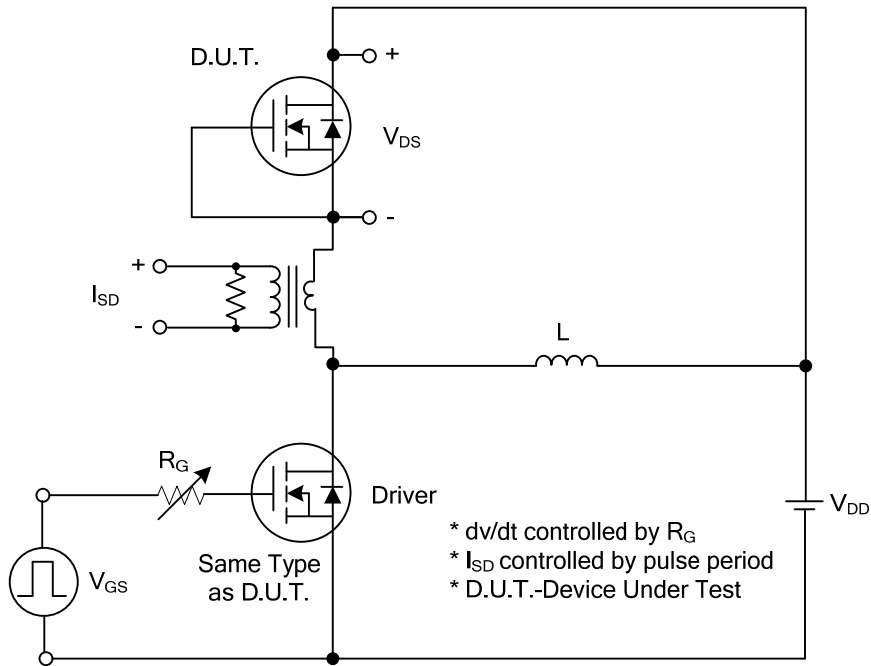 D.U.T.
+
V_DS
-
+
I_SD
-
L
R_G
Driver
V_DD
* dv/dt controlled by R_G
* I_SD controlled by pulse period
* D.U.T.-Device Under Test
Same Type
as D.U.T.
V_GS